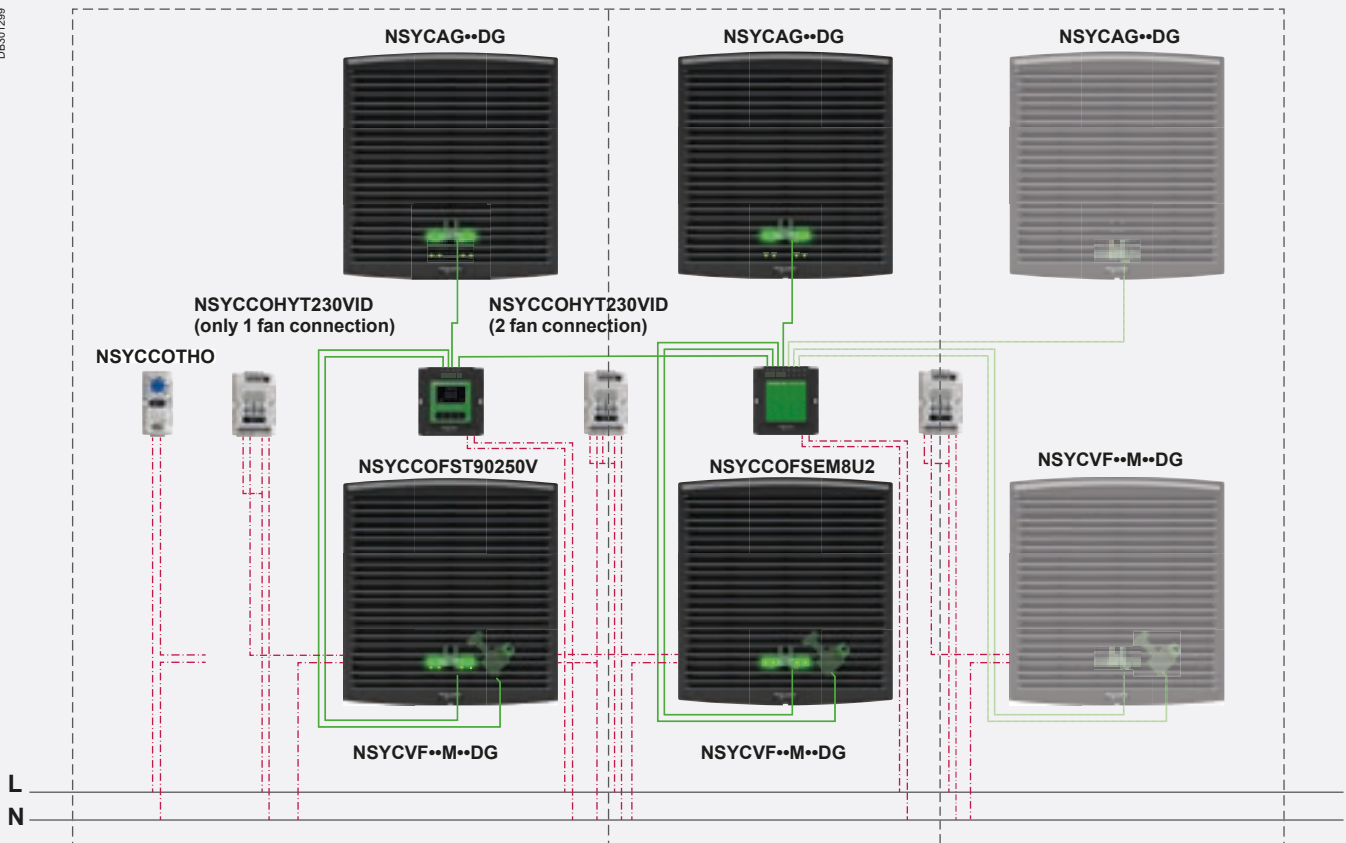 DB301299
NSYCAG••DG
NSYCAG••DG
NSYCAG••DG
NSYCCOHYT230VID
(only 1 fan connection)
NSYCCOHYT230VID
(2 fan connection)
NSYCCOTHO
NSYCCOFST90250V
NSYCCOFSEM8U2
NSYCVF••M••DG
NSYCVF••M••DG
NSYCVF••M••DG
L
N